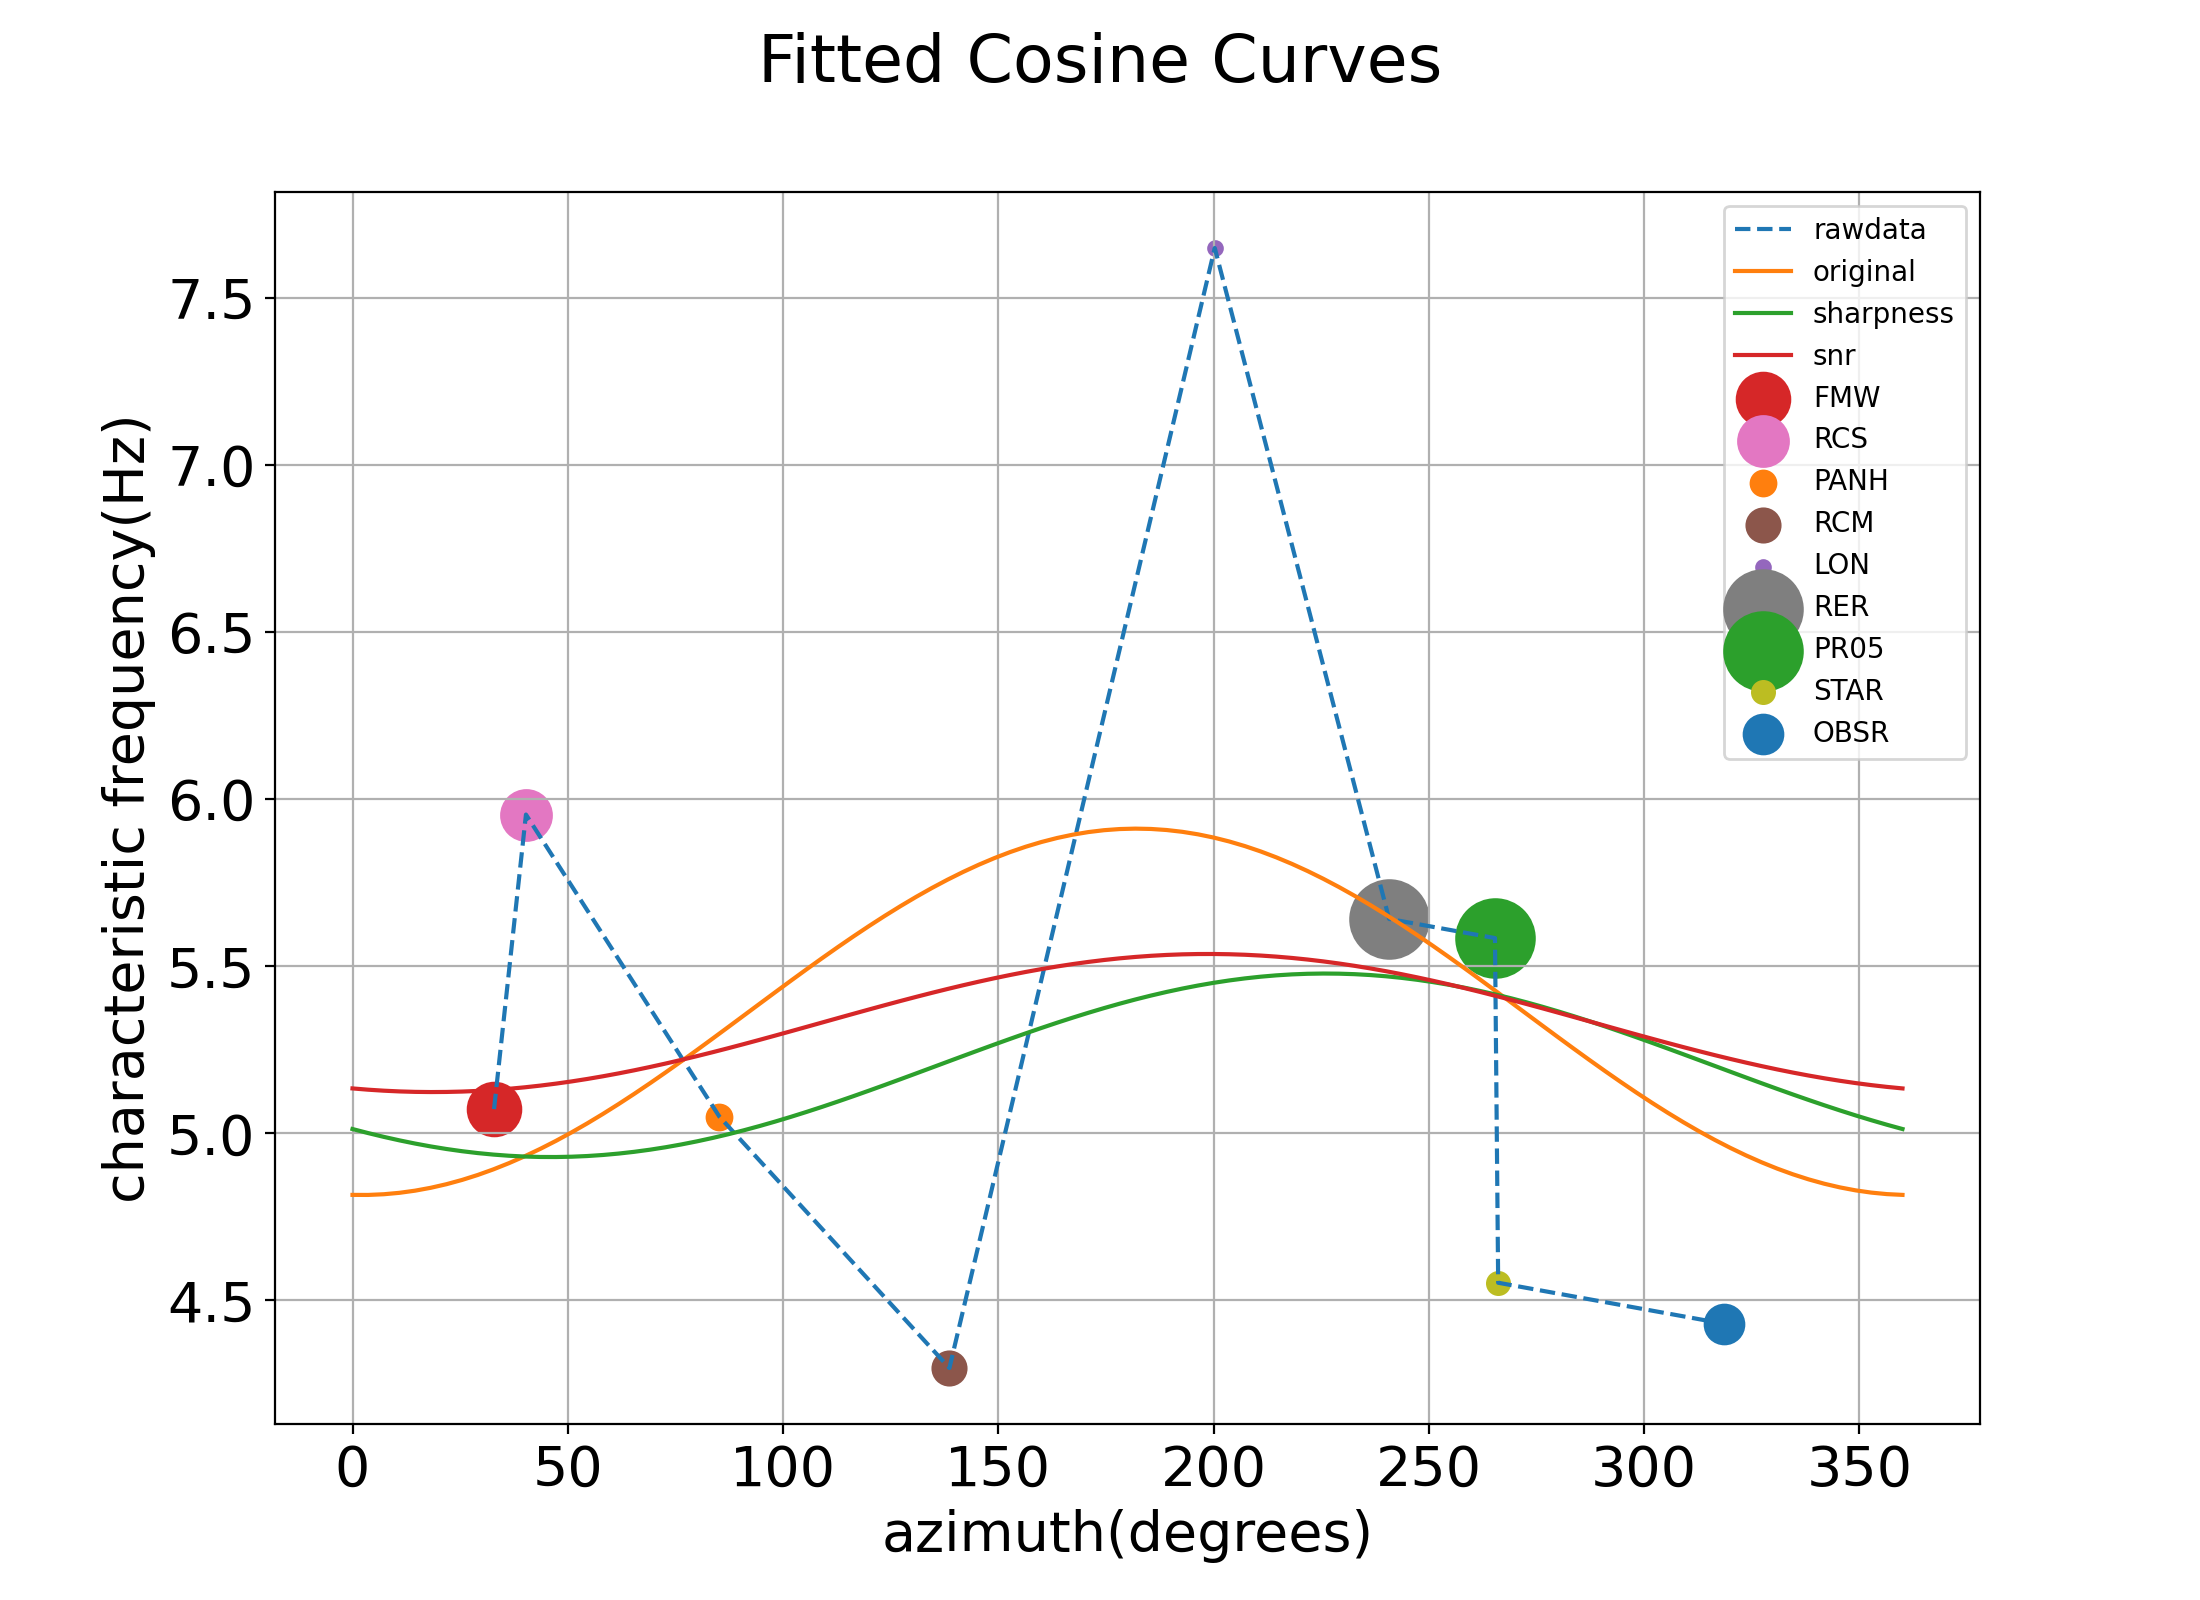 Fitted Cosine Curves
characteristic frequency(Hz)
7.5
7.0
6.5
6.0
5.5
5.0
4.5
0 50 100 150 200 250 300 350
azimuth(degrees)
rawdata
original
sharpness
snr
FMW
RCS
PANH
RCM
LON
RER
PR05
STAR
OBSR